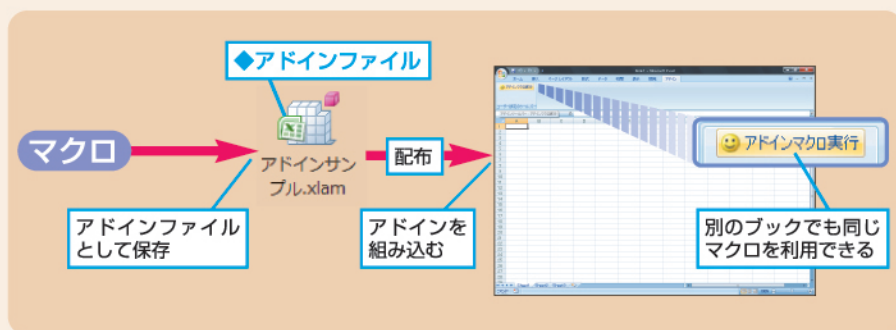 ◆アドインファイル
マクロ
アドインサン
プル.xlam
配布
アドインマクロ実行
アドインファイル
として保存
アドインを
組み込む
別のブックでも同じ
マクロを利用できる